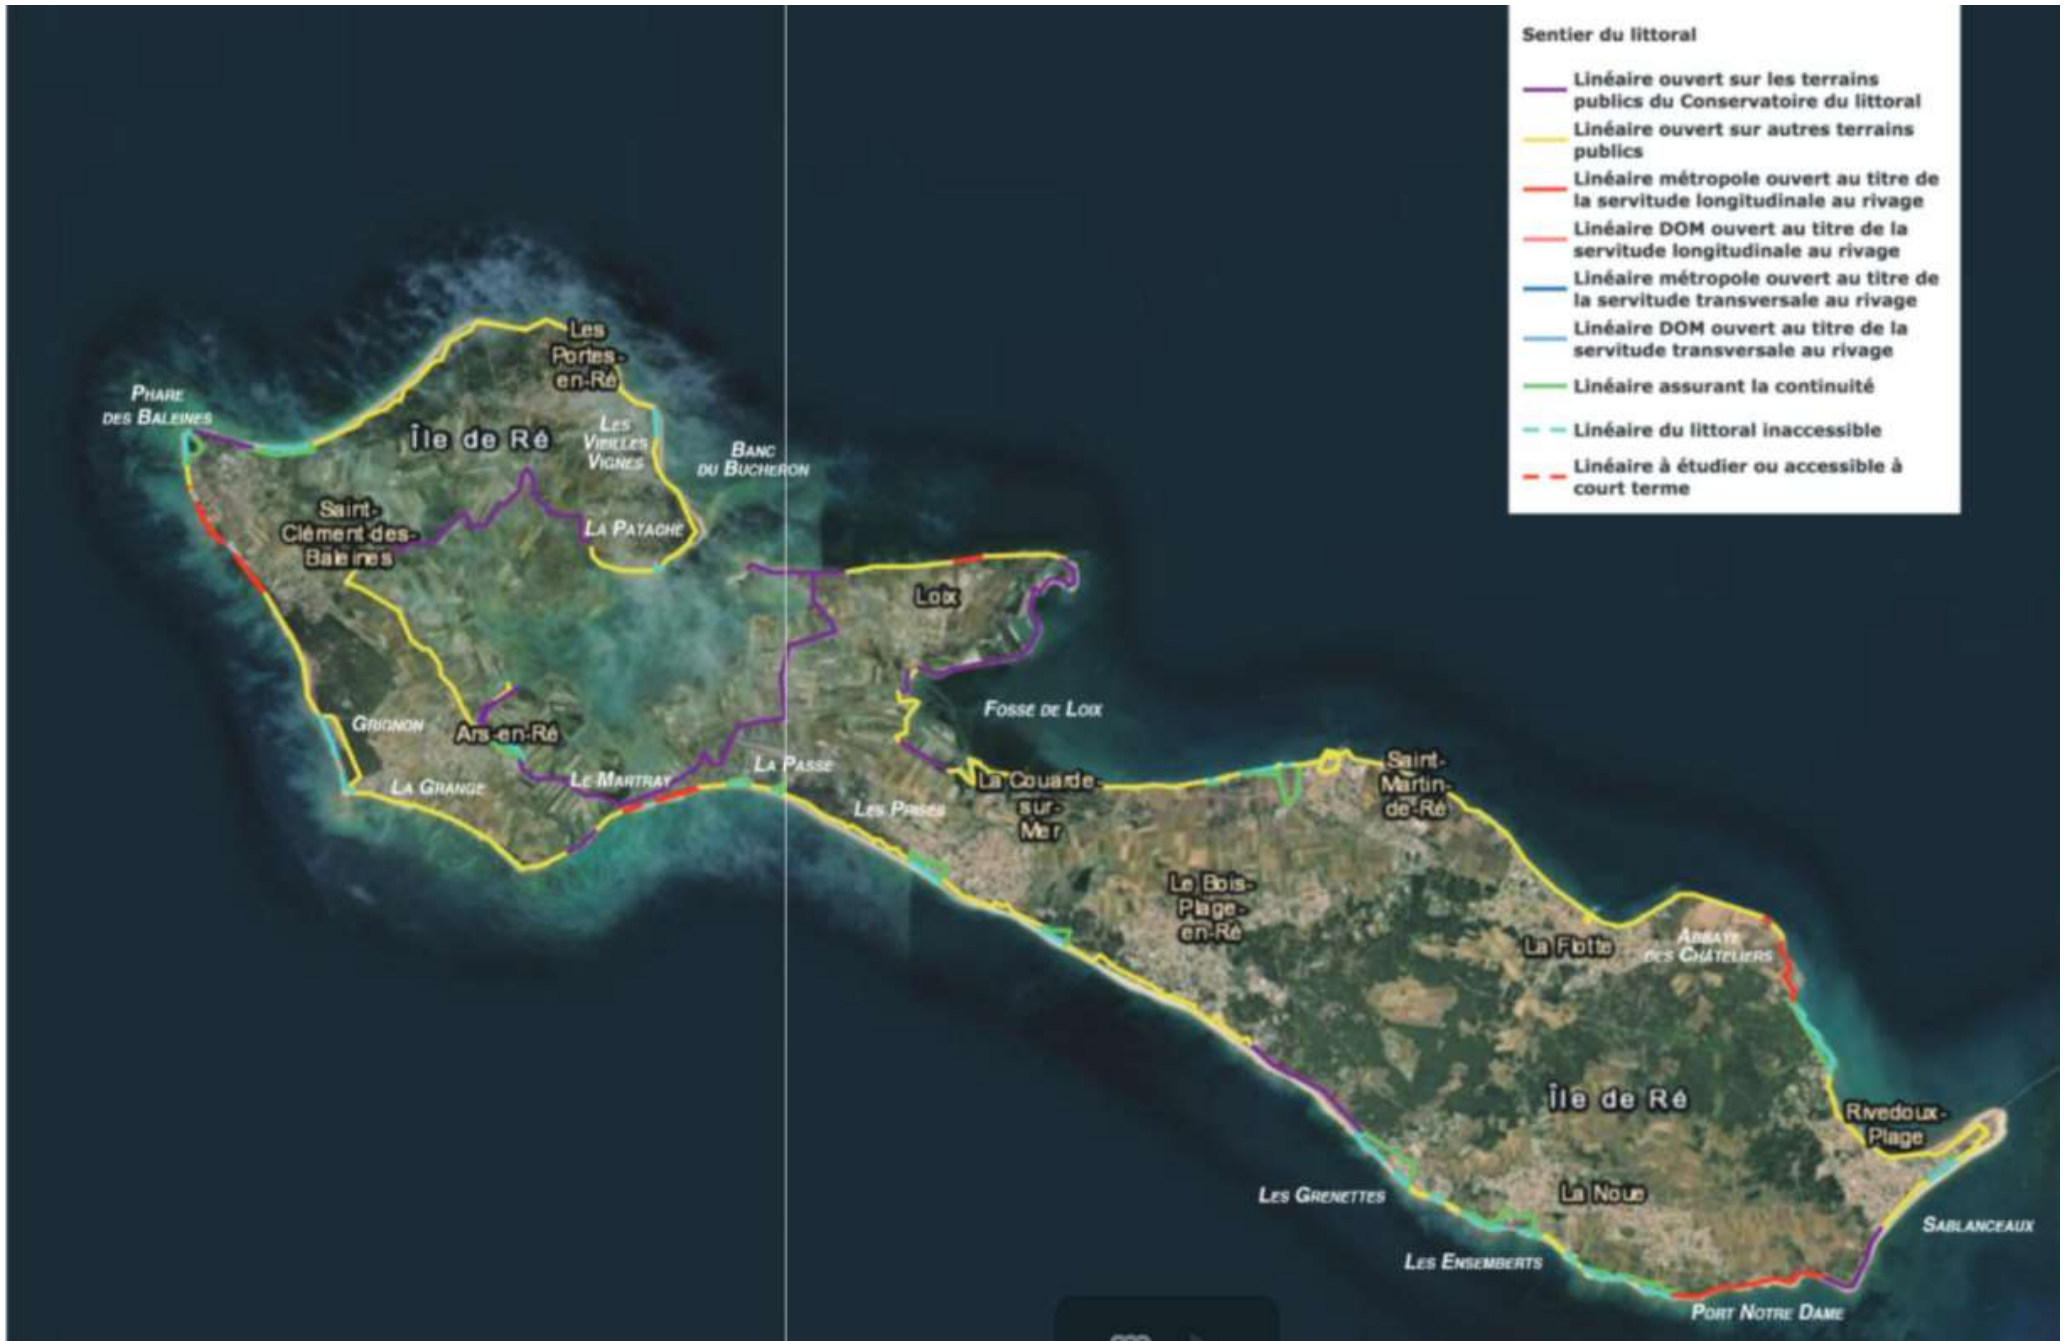 Sentier du littoral
Linéaire ouvert sur les terrains
publics du Conservatoire du littoral
Linéaire ouvert sur autres terrains
publics
Linéaire métropole ouvert au titre de
la servitude longitudinale au rivage
Linéaire DOM ouvert au titre de la
servitude longitudinale au rivage
Linéaire métropole ouvert au titre de
la servitude transversale au rivage
Linéaire DOM ouvert au titre de la
servitude transversale au rivage
Linéaire assurant la continuité
Linéaire du littoral inaccessible
Linéaire à étudier ou accessible à
court terme
Les
Portes-
en-Ré
PHARE
DES BALEINES
Île de Ré
LES
VIEILLES
VIGNES
BANC
DU BUCHERON
Saint-
Clément-des-
Baleines
LA PATACHE
Loix
GRIGNON
Ars-en-Ré
FOSSE DE LOIX
LA GRANGE
LE MARTRAY
LA PASSE
LES PRISES
La Couarde-
sur-
Mer
Saint-
Martin-
de-Ré
Le Bois-
Plage-
en-Ré
La Flotte
ABBAYE
DES CHÂTELIERS
Île de Ré
Rivedoux-
Plage
LES GRENETTES
La Noue
SABLANCEAUX
LES ENSEMBERTS
PORT NOTRE DAME